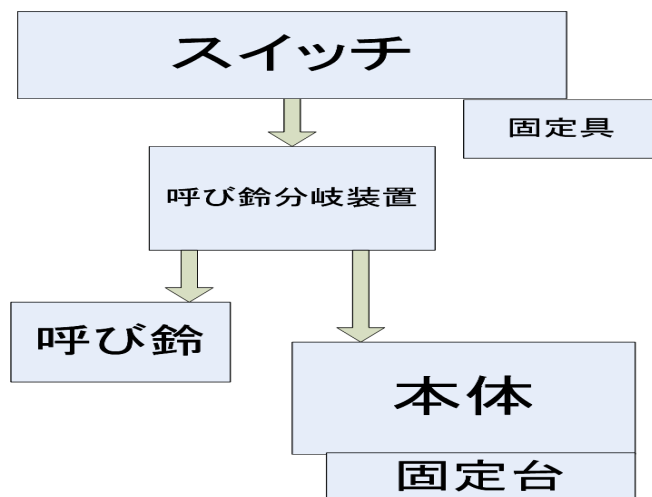 スイッチ
固定具
呼び鈴分岐装置
呼び鈴
本体
固定台